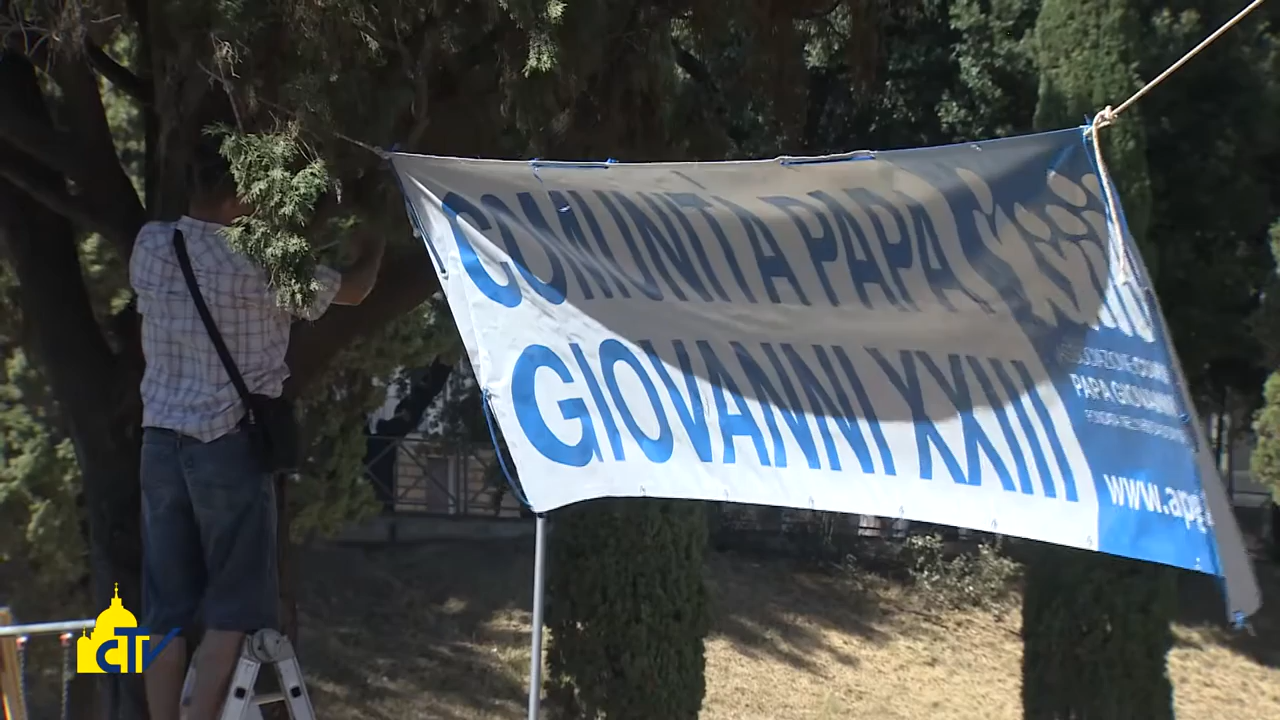 COMUNITÀ PAPA
GIOVANNI XXIII
PAPA GIOVANNI
www.apg
CTV